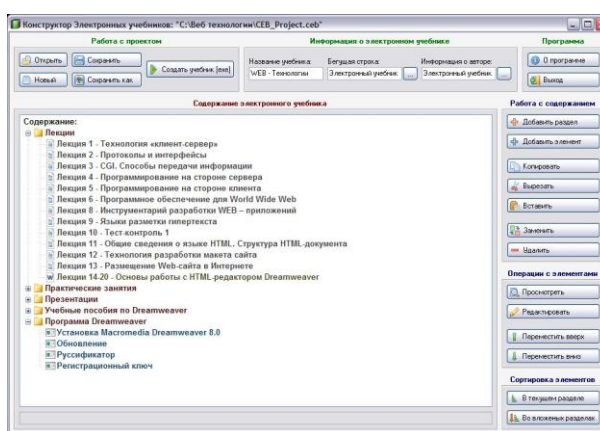 Конструктор Электронных учебников: "C:\Веб технологии\CEB_Project.ceb"
Работа с проектом
Информация о электронном учебнике
Программа
Открыть
Сохранить
Создать учебник [exe]
Новый
Сохранить как
Название учебника:
Бегущая строка:
Информация о авторе:
WEB - Технологии
Электронный учебник
...
Электронный учебник
...
О программе
Выход
Содержание электронного учебника
Работа с содержанием
Содержание:
Лекции
Лекция 1 - Технология «клиент-сервер»
Лекция 2 - Протоколы и интерфейсы
Лекция 3 - CGI. Способы передачи информации
Лекция 4 - Программирование на стороне сервера
Лекция 5 - Программирование на стороне клиента
Лекция 6 - Программное обеспечение для World Wide Web
Лекция 8 - Инструментарий разработки WEB – приложений
Лекция 9 - Языки разметки гипертекста
Лекция 10 - Тест-контроль 1
Лекция 11 - Общие сведения о языке HTML. Структура HTML-документа
Лекция 12 - Технология разработки макета сайта
Лекция 13 - Размещение Web-сайта в Интернете
Лекции 14-20 - Основы работы с HTML-редактором Dreamweaver
Практические занятия
Презентации
Учебные пособия по Dreamweaver
Программа Dreamweaver
Установка Macromedia Dreamweaver 8.0
Обновление
Руссификатор
Регистрационный ключ
Добавить раздел
Добавить элемент
Копировать
Вырезать
Вставить
Заменить
Удалить
Операции с элементами
Просмотреть
Редактировать
Переместить вверх
Переместить вниз
Сортировка элементов
В текущем разделе
Во вложеных разделах